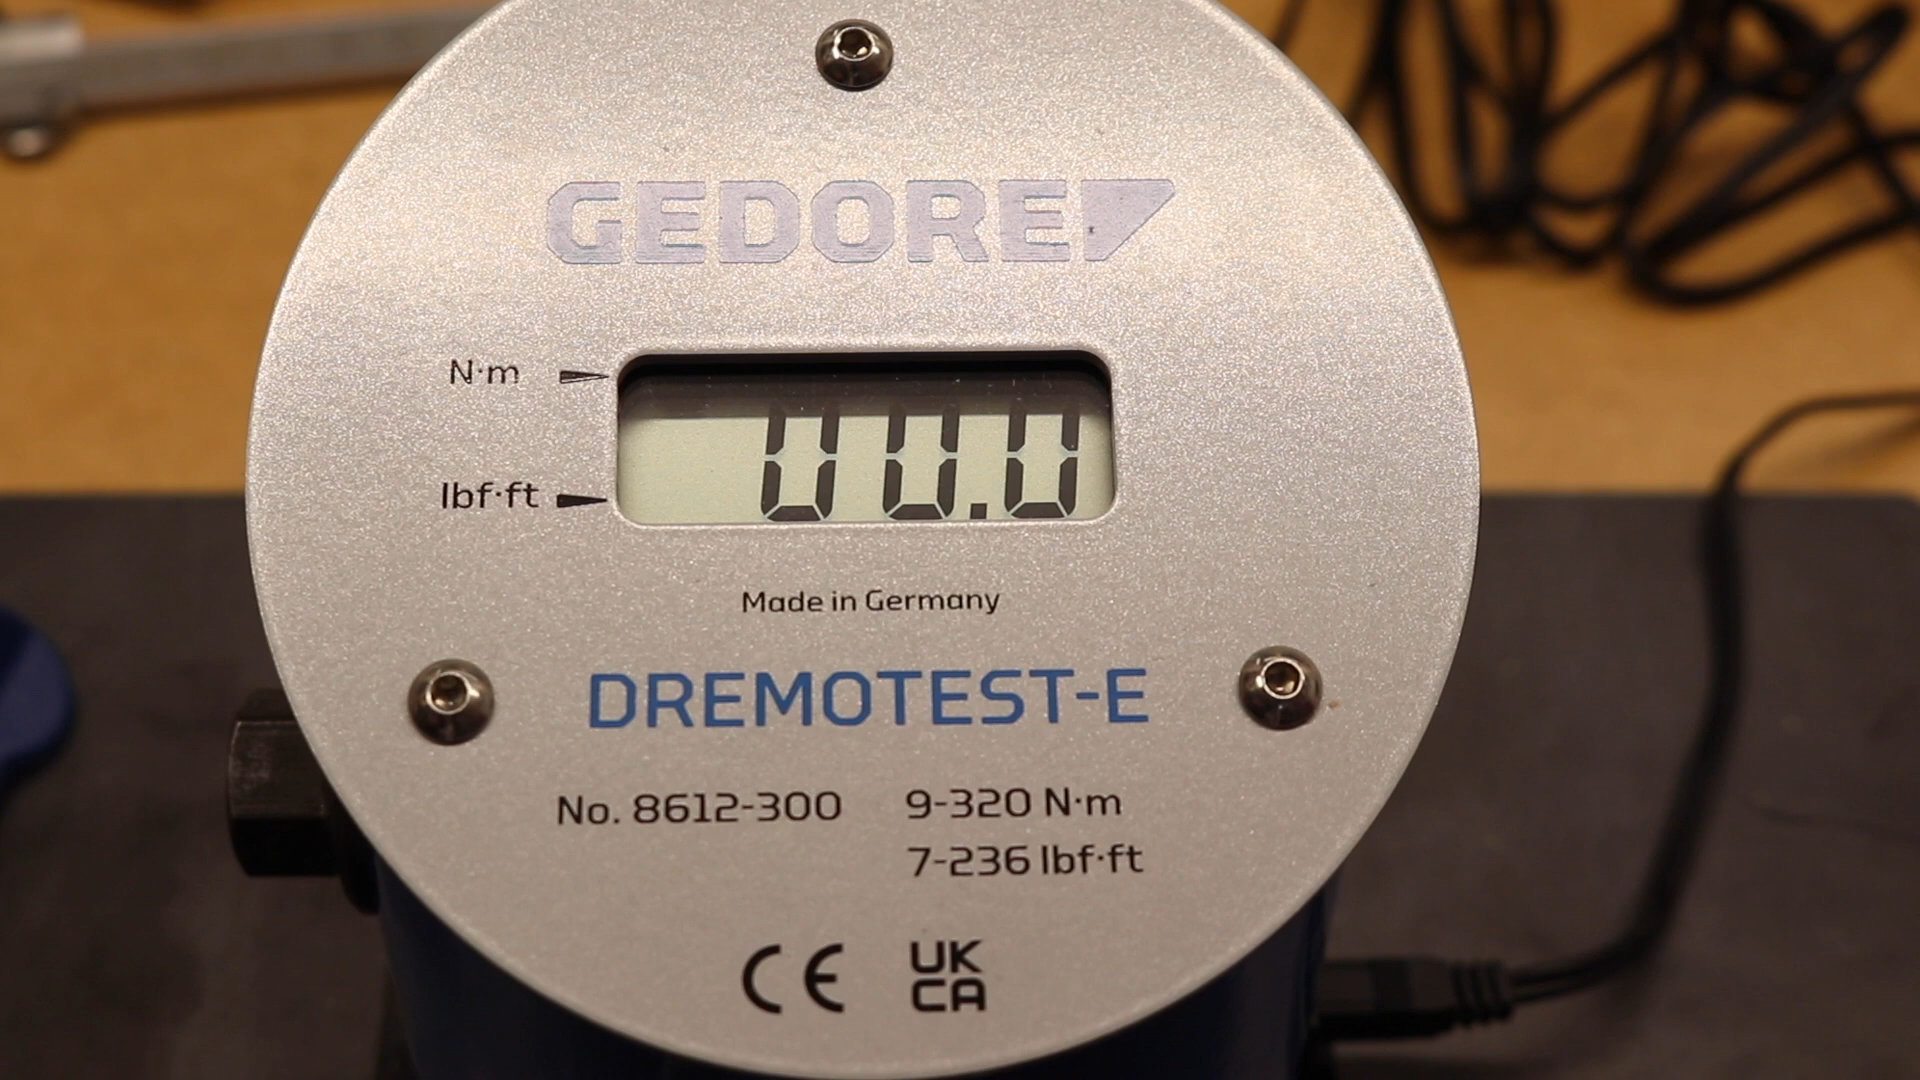 GEDORE
N·m
00.0
lbf·ft
Made in Germany
DREMOTEST-E
No. 8612-300 9-320 N·m
7-236 lbf·ft
CE UK
CA